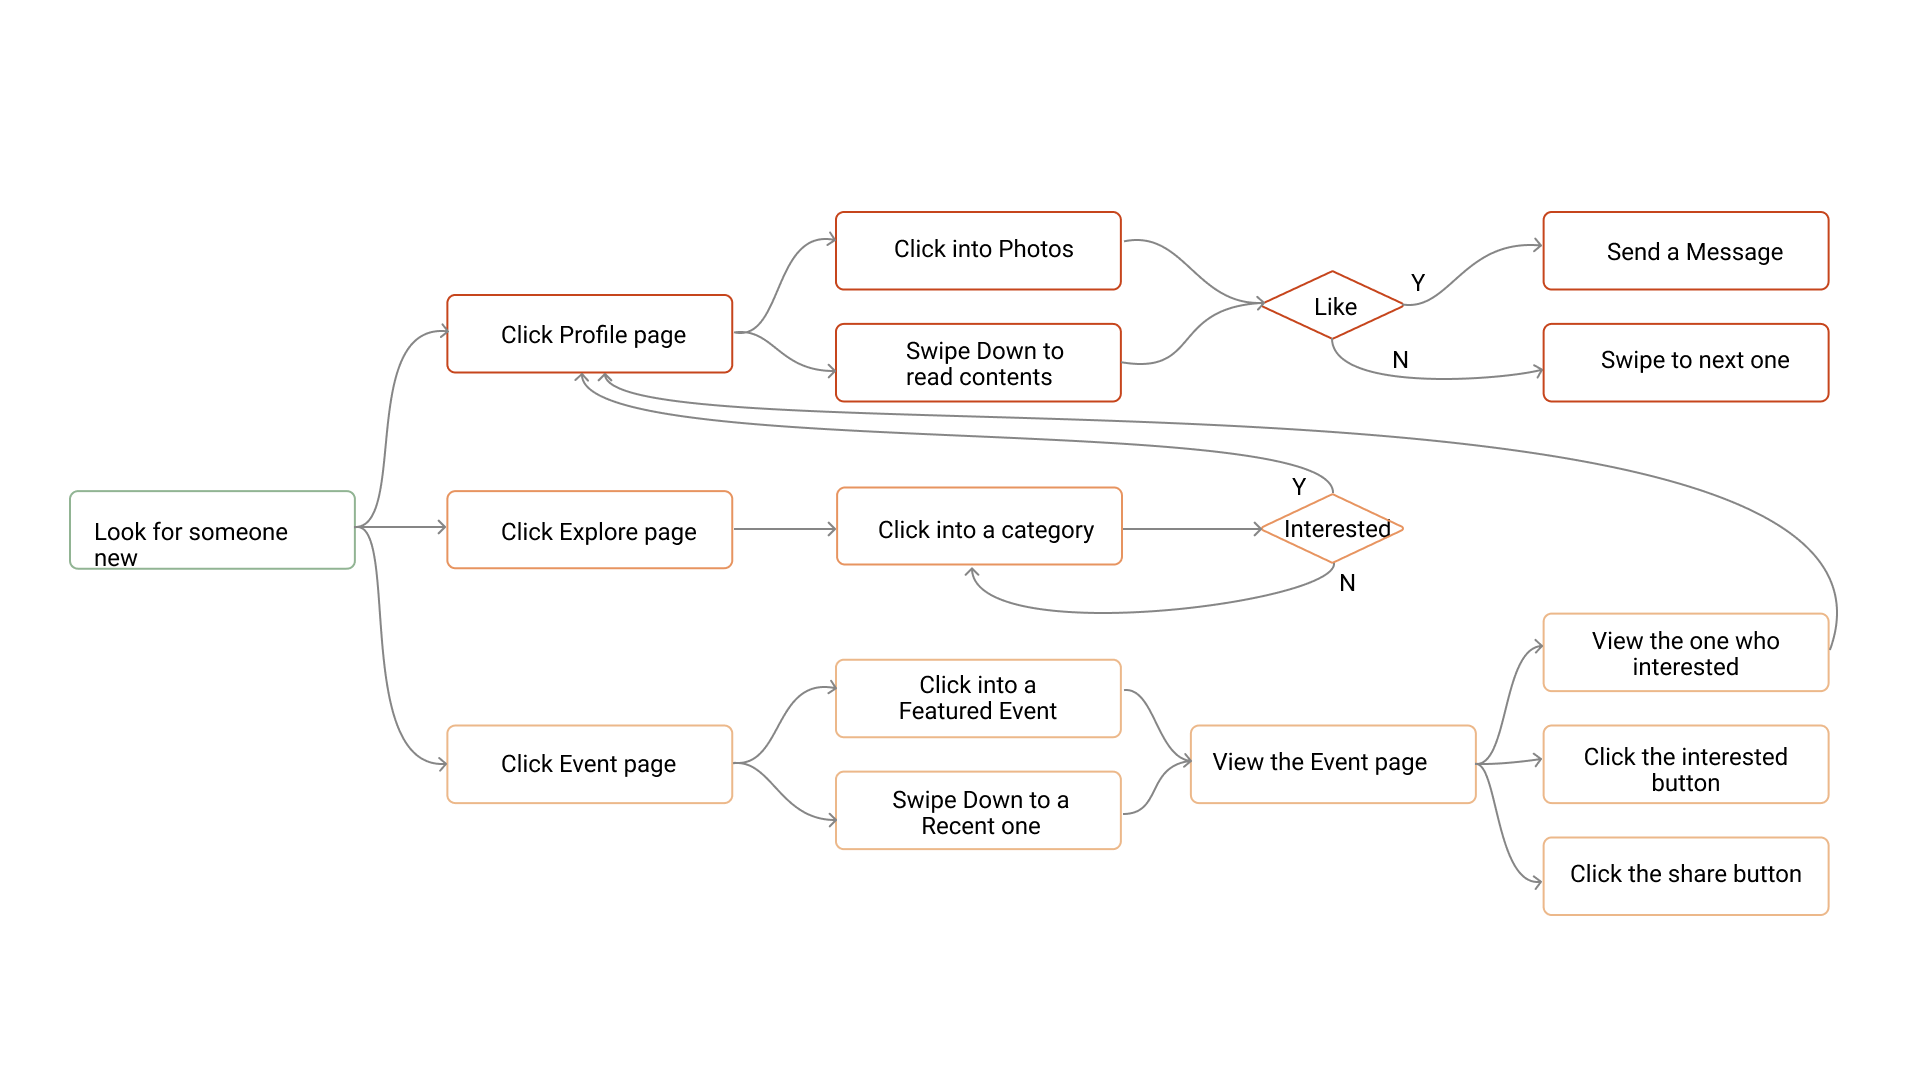 Click into Photos
Send a Message
Y
Like
Click Profile page
Swipe Down to
read contents
N
Swipe to next one
Y
Look for someone
new
Click Explore page
Click into a category
Interested
N
View the one who
interested
Click into a
Featured Event
Click Event page
View the Event page
Click the interested
button
Swipe Down to a
Recent one
Click the share button